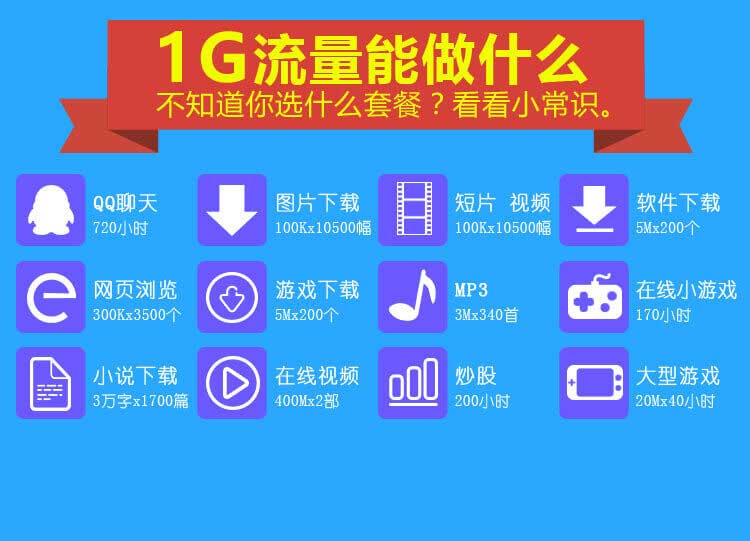 1G流量能做什么
不知道你选什么套餐？看看小常识。
QQ聊天
720小时
图片下载
100Kx10500幅
短片 视频
100Kx10500幅
软件下载
5Mx200个
网页浏览
300Kx3500个
游戏下载
5Mx200个
MP3
3Mx340首
在线小游戏
170小时
小说下载
3万字x1700篇
在线视频
400Mx2部
炒股
200小时
大型游戏
20Mx40小时